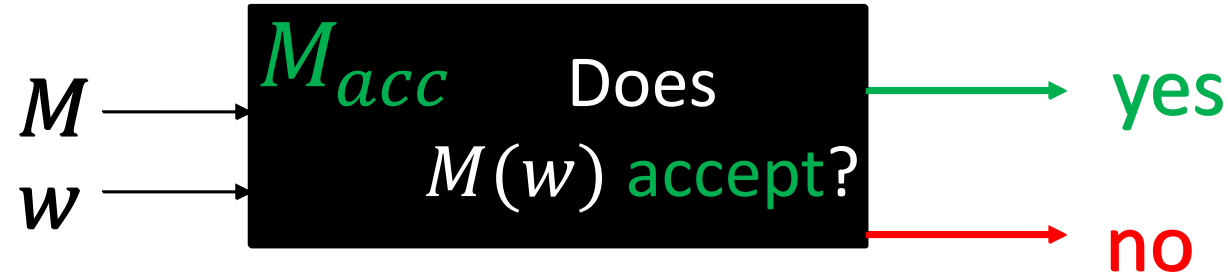 M
w
M_acc Does
M(w) accept?
yes
no